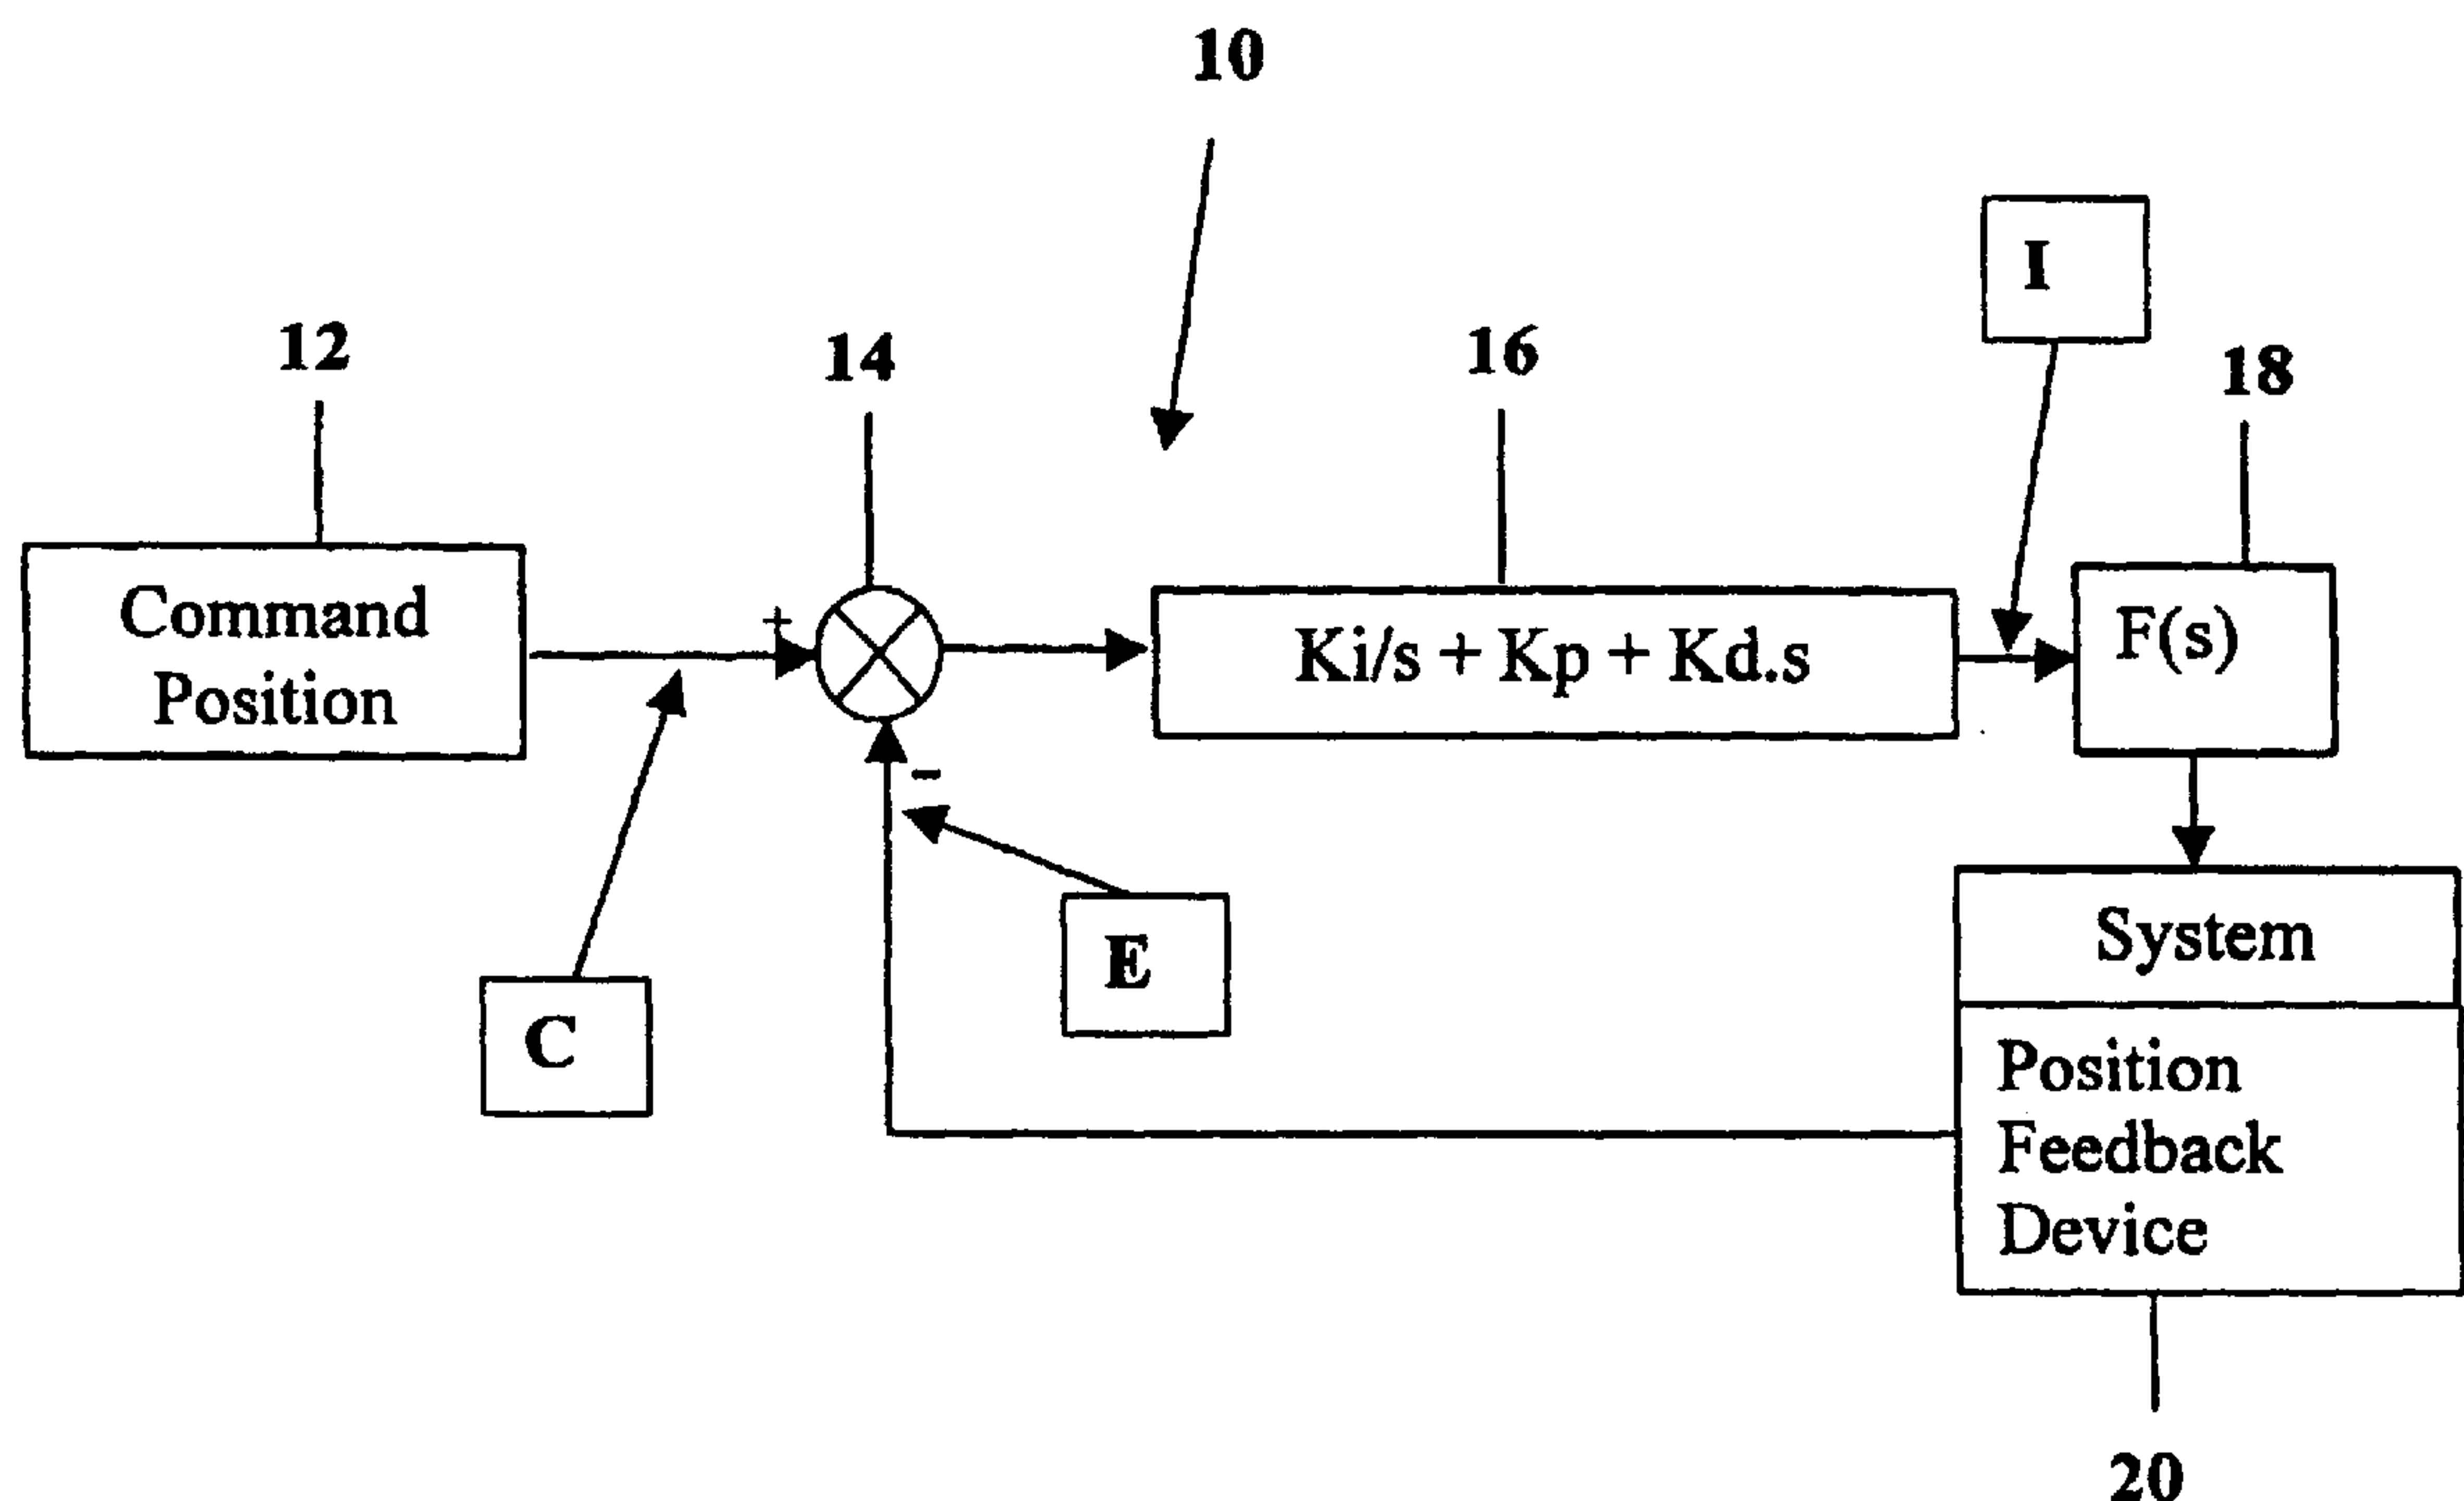 10
I
12
14
16
18
Command
Position
+
Ki/s + Kp + Kd.s
F(s)
-
E
System
C
Position
Feedback
Device
20